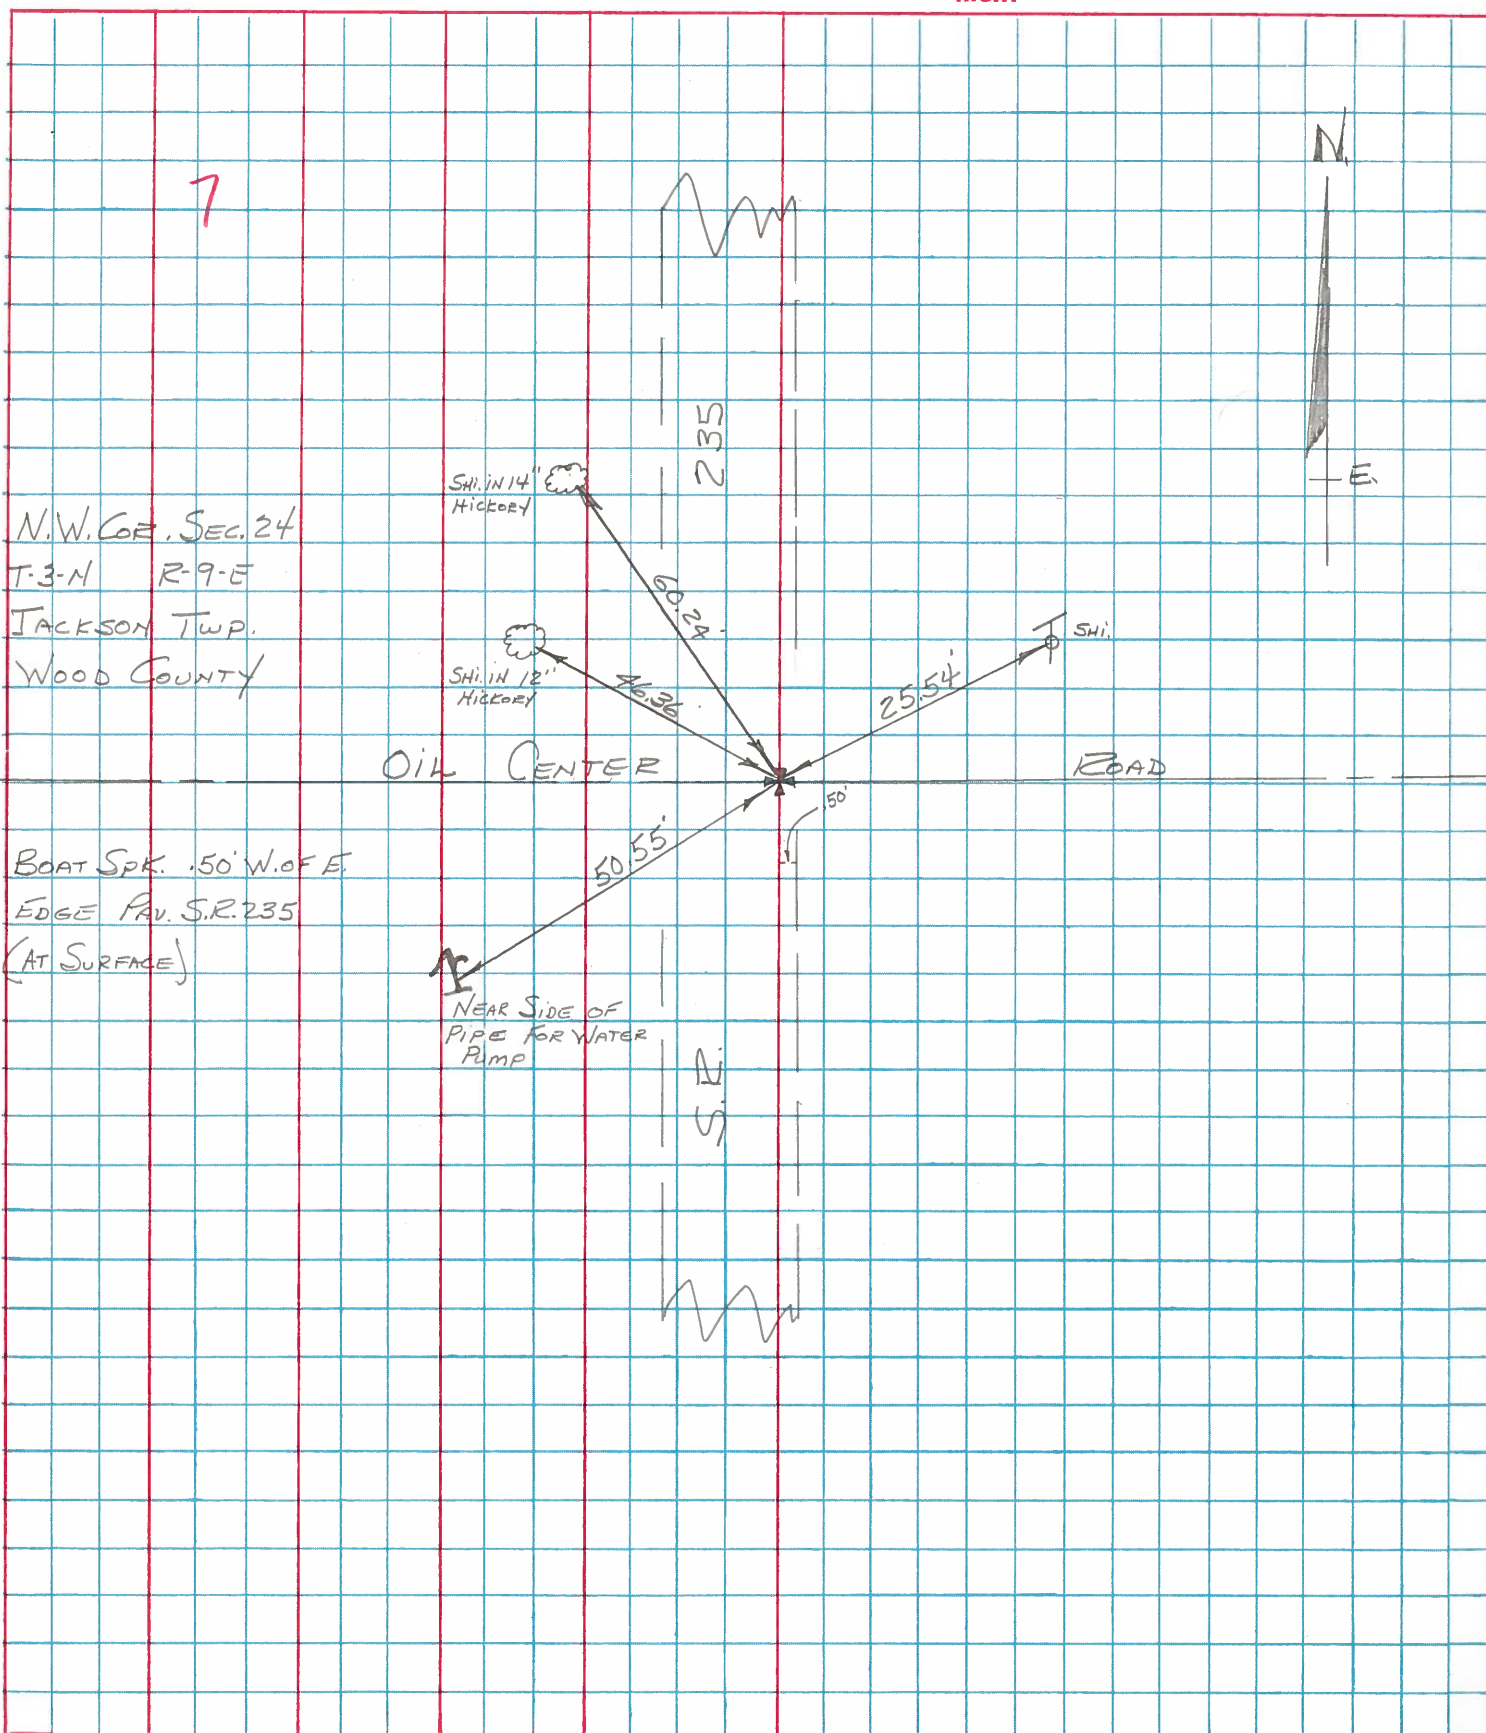 7
N.
E.
235
SHI. IN 14"
HICKORY
N.W. COR. SEC. 24
T-3-N R-9-E
JACKSON TWP.
WOOD COUNTY
60.24
SHI. IN 12"
HICKORY
46.36
25.54'
SHI.
OIL CENTER ROAD
.50'
50.55'
BOAT SPK. .50' W. OF E.
EDGE PAV. S.R. 235
(AT SURFACE)
NEAR SIDE OF
PIPE FOR WATER
PUMP
S.R.